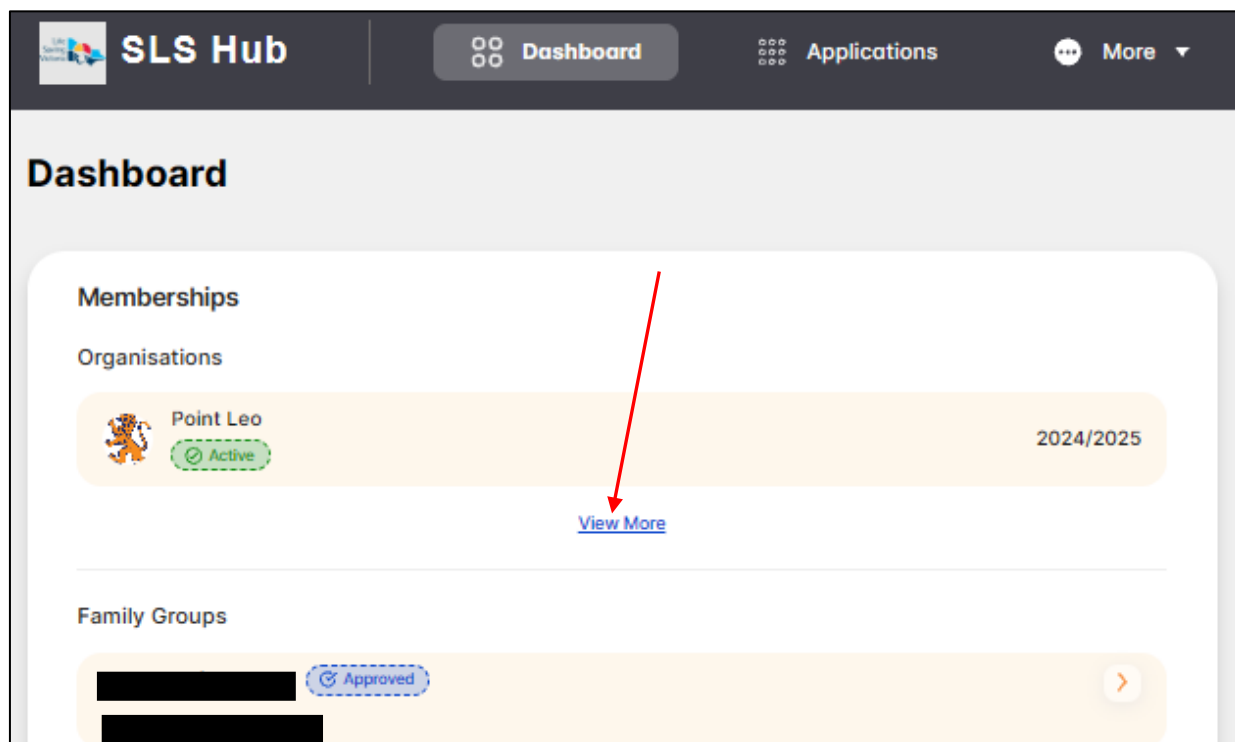 SLS Hub
Dashboard
Applications
More
Dashboard
Memberships
Organisations
Point Leo
Active
2024/2025
View More
Family Groups
Approved